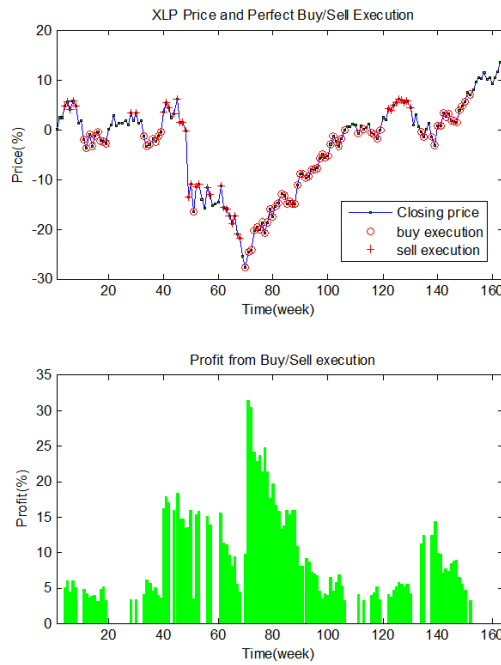 XLP Price and Perfect Buy/Sell Execution
20
10
0
-10
-20
-30
Price(%)
Closing price
buy execution
sell execution
20 40 60 80 100 120 140 160
Time(week)
Profit from Buy/Sell execution
35
30
25
20
15
10
5
0
Profit(%)
20 40 60 80 100 120 140 160
Time(week)